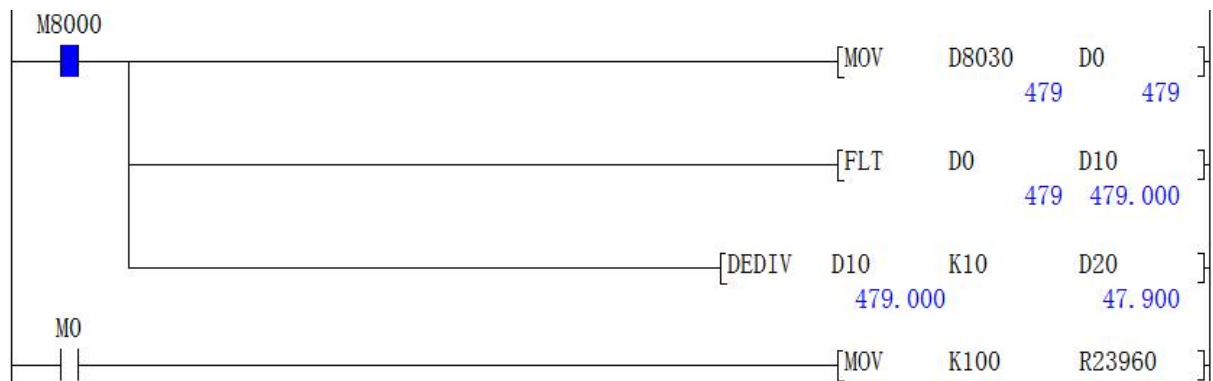 M8000
[MOV D8030 D0 ]
479 479
[FLT D0 D10 ]
479 479.000
[DEDIV D10 K10 D20 ]
479.000 47.900
M0
[MOV K100 R23960 ]